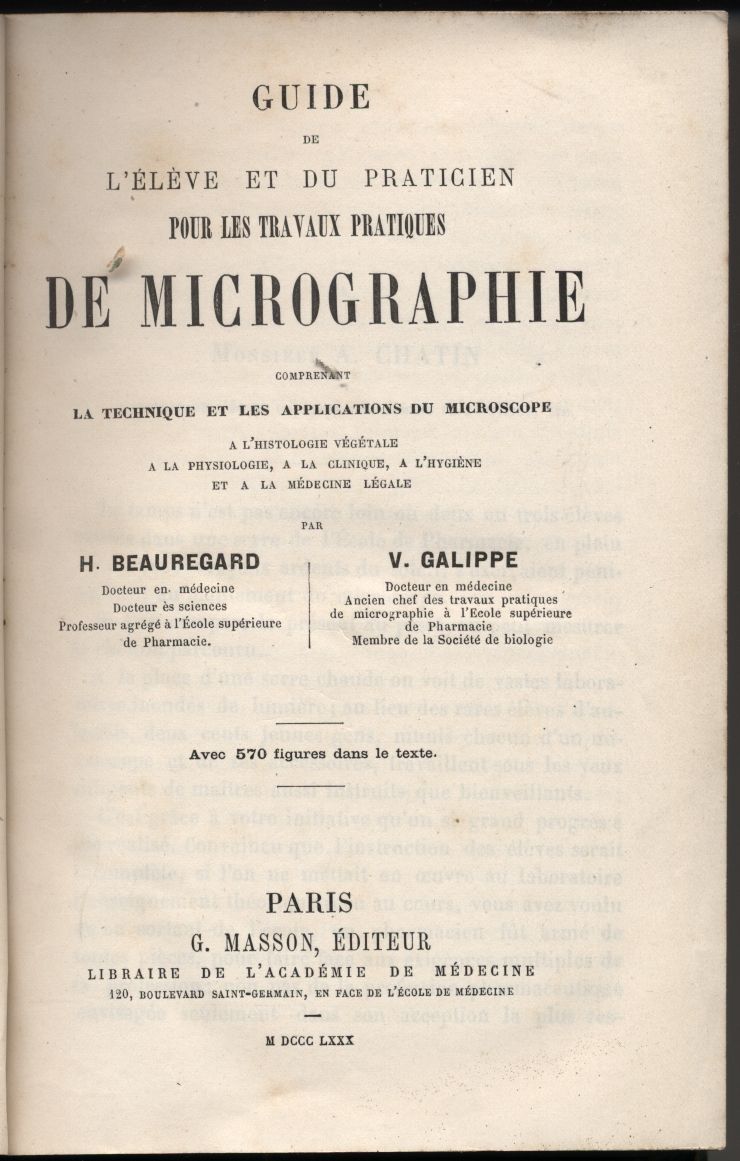 GUIDE
DE
L'ÉLÈVE ET DU PRATICIEN
POUR LES TRAVAUX PRATIQUES
DE MICROGRAPHIE
MONSIEUR A. CHATIN
COMPRENANT
LA TECHNIQUE ET LES APPLICATIONS DU MICROSCOPE
A L'HISTOLOGIE VÉGÉTALE
A LA PHYSIOLOGIE, A LA CLINIQUE, A L'HYGIÈNE
ET A LA MÉDECINE LÉGALE
PAR
H. BEAUREGARD
Docteur en. médecine
Docteur ès sciences
Professeur agrégé à l'École supérieure
de Pharmacie.
V. GALIPPE
Docteur en médecine
Ancien chef des travaux pratiques
de micrographie à l'Ecole supérieure
de Pharmacie
Membre de la Société de biologie
Avec 570 figures dans le texte.
PARIS
G. MASSON, ÉDITEUR
LIBRAIRE DE L'ACADÉMIE DE MÉDECINE
120, BOULEVARD SAINT-GERMAIN, EN FACE DE L'ÉCOLE DE MÉDECINE
M DCCC LXXX